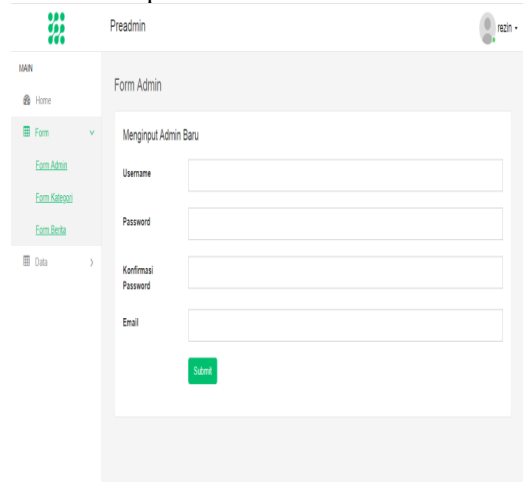 Preadmin
rezin
MAIN
Home
Form
Form Admin
Form Kategori
Form Berita
Data
Form Admin
Menginput Admin Baru
Username
Password
Konfirmasi
Password
Email
Submit